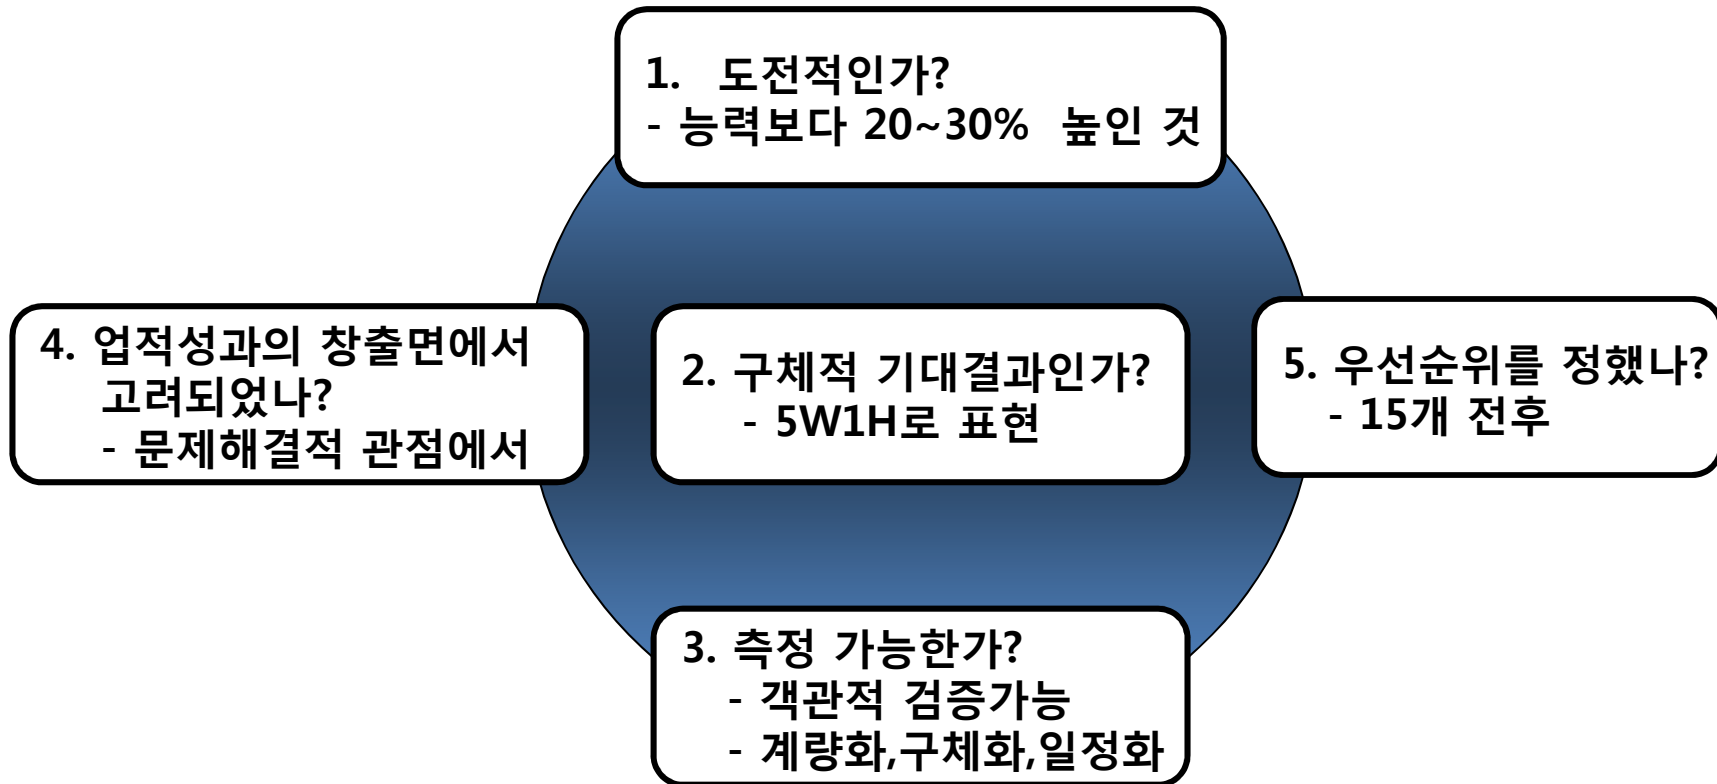 1. 도전적인가?
- 능력보다 20~30% 높인 것
4. 업적성과의 창출면에서
고려되었나?
- 문제해결적 관점에서
2. 구체적 기대결과인가?
- 5W1H로 표현
5. 우선순위를 정했나?
- 15개 전후
3. 측정 가능한가?
- 객관적 검증가능
- 계량화,구체화,일정화